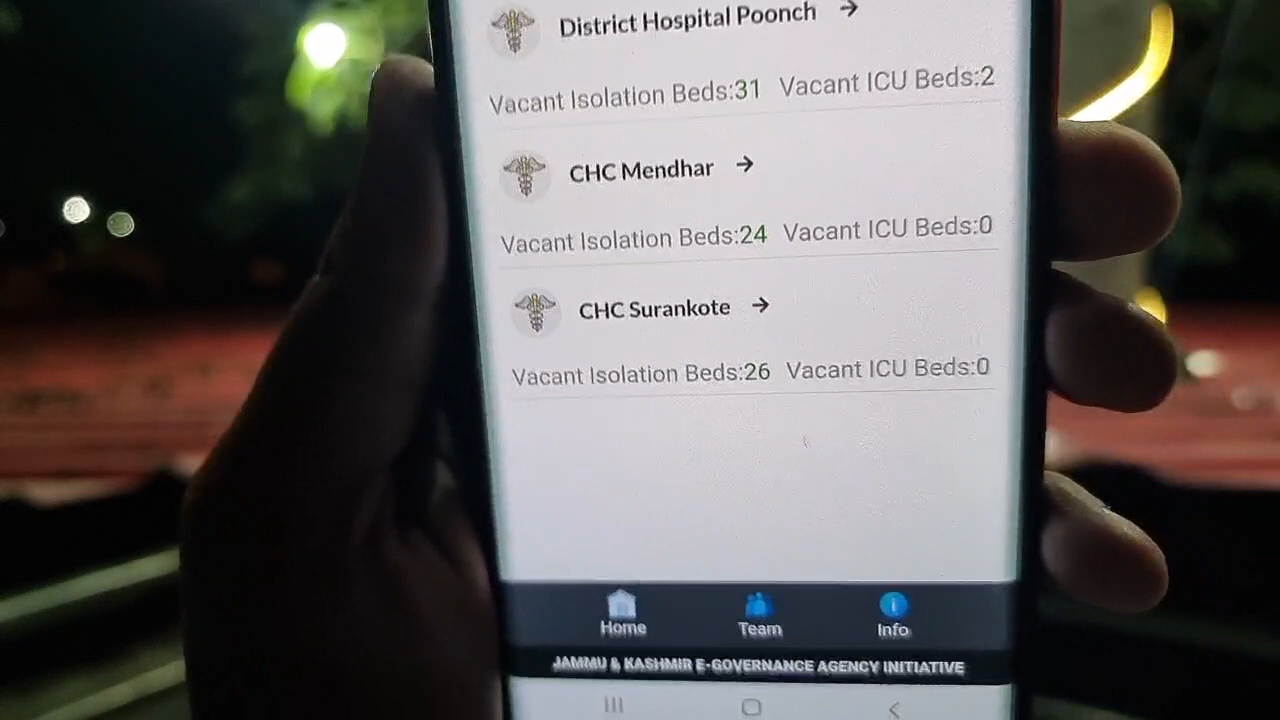 District Hospital Poonch →
Vacant Isolation Beds:31 Vacant ICU Beds:2
CHC Mendhar →
Vacant Isolation Beds:24 Vacant ICU Beds:0
CHC Surankote →
Vacant Isolation Beds:26 Vacant ICU Beds:0
Home Team Info
JAMMU & KASHMIR E-GOVERNANCE AGENCY INITIATIVE